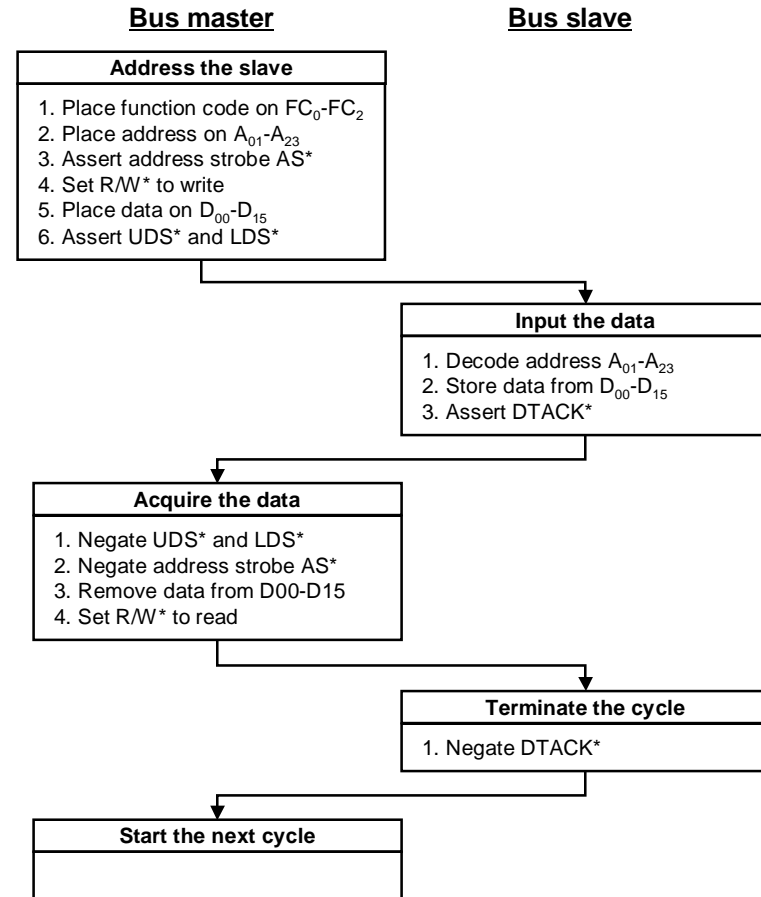 Bus master
Bus slave
Address the slave
1. Place function code on FC₀-FC₂
2. Place address on A₀₁-A₂₃
3. Assert address strobe AS*
4. Set R/W* to write
5. Place data on D₀₀-D₁₅
6. Assert UDS* and LDS*
Input the data
1. Decode address A₀₁-A₂₃
2. Store data from D₀₀-D₁₅
3. Assert DTACK*
Acquire the data
1. Negate UDS* and LDS*
2. Negate address strobe AS*
3. Remove data from D00-D15
4. Set R/W* to read
Terminate the cycle
1. Negate DTACK*
Start the next cycle